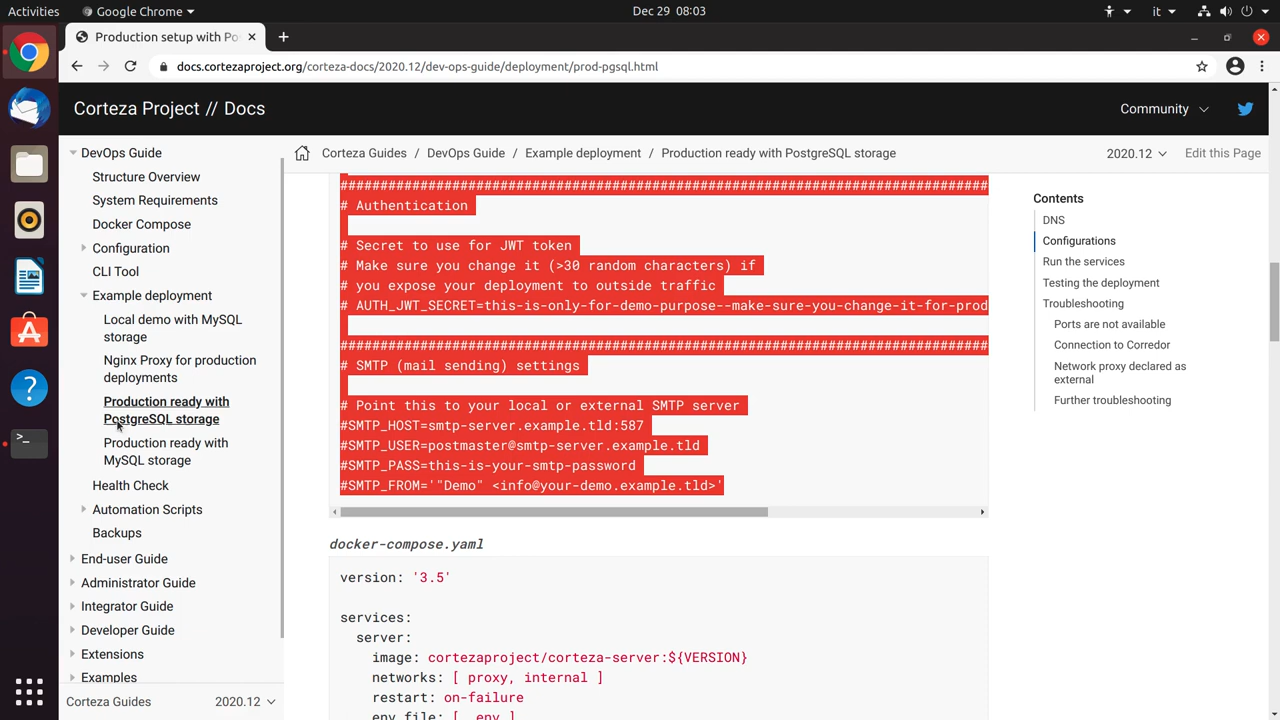 Activities
Google Chrome
Dec 29 08:03
it
Production setup with Po
docs.cortezaproject.org/corteza-docs/2020.12/dev-ops-guide/deployment/prod-pgsql.html
Corteza Project // Docs
Community
DevOps Guide
Structure Overview
System Requirements
Docker Compose
Configuration
CLI Tool
Example deployment
Local demo with MySQL
storage
Nginx Proxy for production
deployments
Production ready with
PostgreSQL storage
Production ready with
MySQL storage
Health Check
Automation Scripts
Backups
End-user Guide
Administrator Guide
Integrator Guide
Developer Guide
Extensions
Examples
Corteza Guides 2020.12
Corteza Guides / DevOps Guide / Example deployment / Production ready with PostgreSQL storage
2020.12 Edit this Page
#################################################################################
# Authentication
# Secret to use for JWT token
# Make sure you change it (>30 random characters) if
# you expose your deployment to outside traffic
# AUTH_JWT_SECRET=this-is-only-for-demo-purpose--make-sure-you-change-it-for-prod
#################################################################################
# SMTP (mail sending) settings
# Point this to your local or external SMTP server
#SMTP_HOST=smtp-server.example.tld:587
#SMTP_USER=postmaster@smtp-server.example.tld
#SMTP_PASS=this-is-your-smtp-password
#SMTP_FROM='"Demo" <info@your-demo.example.tld>'
docker-compose.yaml
version: '3.5'
services:
server:
image: cortezaproject/corteza-server:${VERSION}
networks: [ proxy, internal ]
restart: on-failure
env_file: [ .env ]
Contents
DNS
Configurations
Run the services
Testing the deployment
Troubleshooting
Ports are not available
Connection to Corredor
Network proxy declared as
external
Further troubleshooting